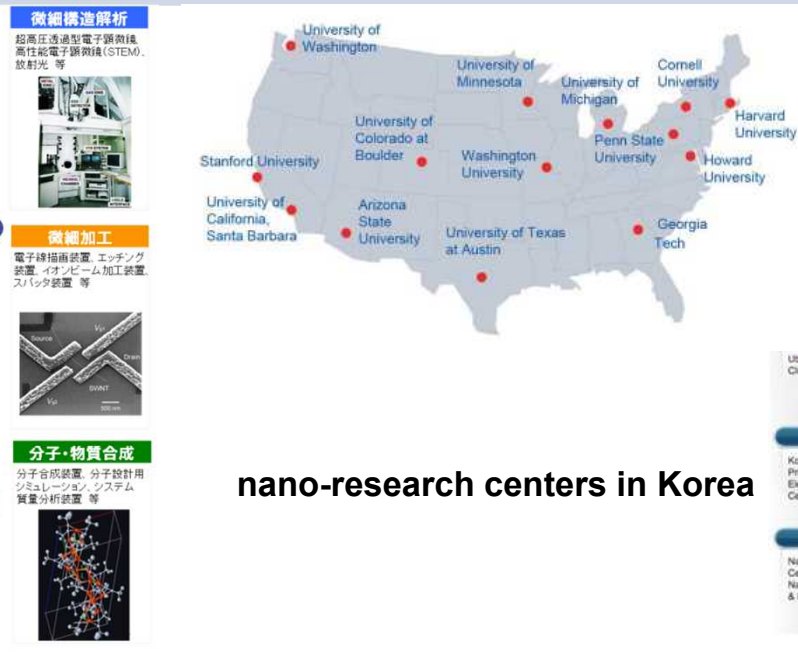 微細構造解析
超高圧透過型電子顕微鏡、
高性能電子顕微鏡(STEM)、
放射光 等
微細加工
電子線描画装置、エッチング
装置、イオンビーム加工装置、
スパッタ装置 等
Source
Drain
SWNT
500 nm
分子・物質合成
分子合成装置、分子設計用
シミュレーション、システム
質量分析装置 等
University of
Washington
University of
Minnesota
University of
Michigan
Cornell
University
Harvard
University
University of
Colorado at
Boulder
Penn State
University
Howard
University
Stanford University
Washington
University
University of
California,
Santa Barbara
Arizona
State
University
University of Texas
at Austin
Georgia
Tech
nano-research centers in Korea